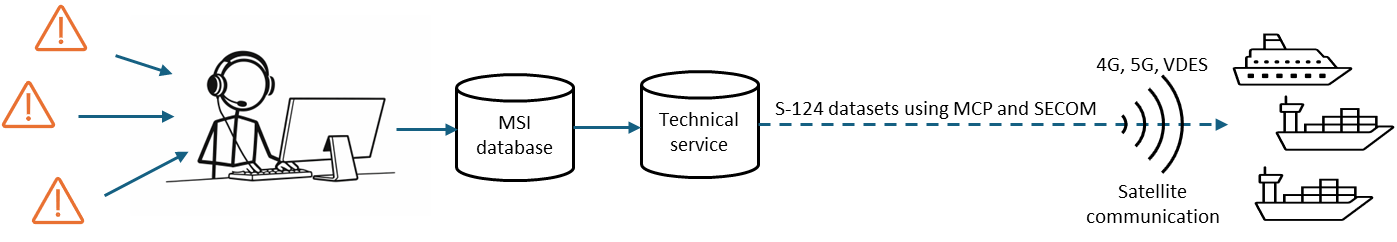 MSI
database
Technical
service
S-124 datasets using MCP and SECOM
4G, 5G, VDES
Satellite
communication